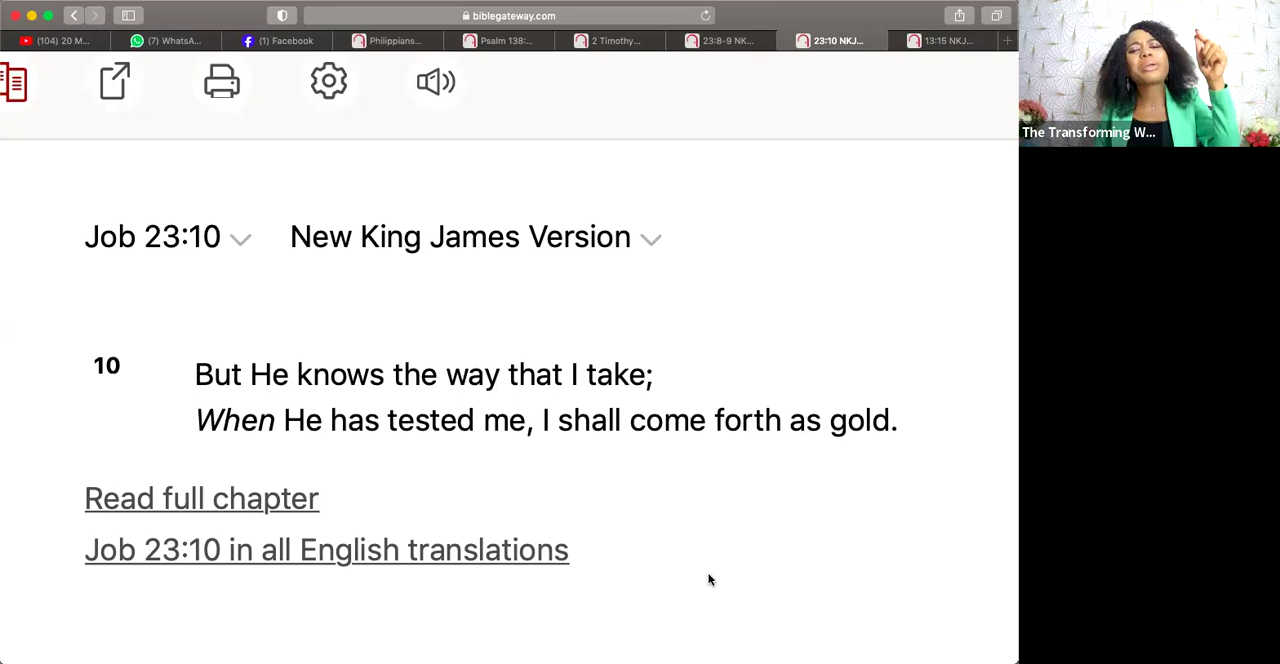 biblegateway.com
(104) 20 M...
(7) WhatsA...
(1) Facebook
Philippians...
Psalm 138:...
2 Timothy...
23:8-9 NK...
23:10 NKJ...
13:15 NKJ...
The Transforming W...
Job 23:10 New King James Version
10 But He knows the way that I take;
When He has tested me, I shall come forth as gold.
Read full chapter
Job 23:10 in all English translations